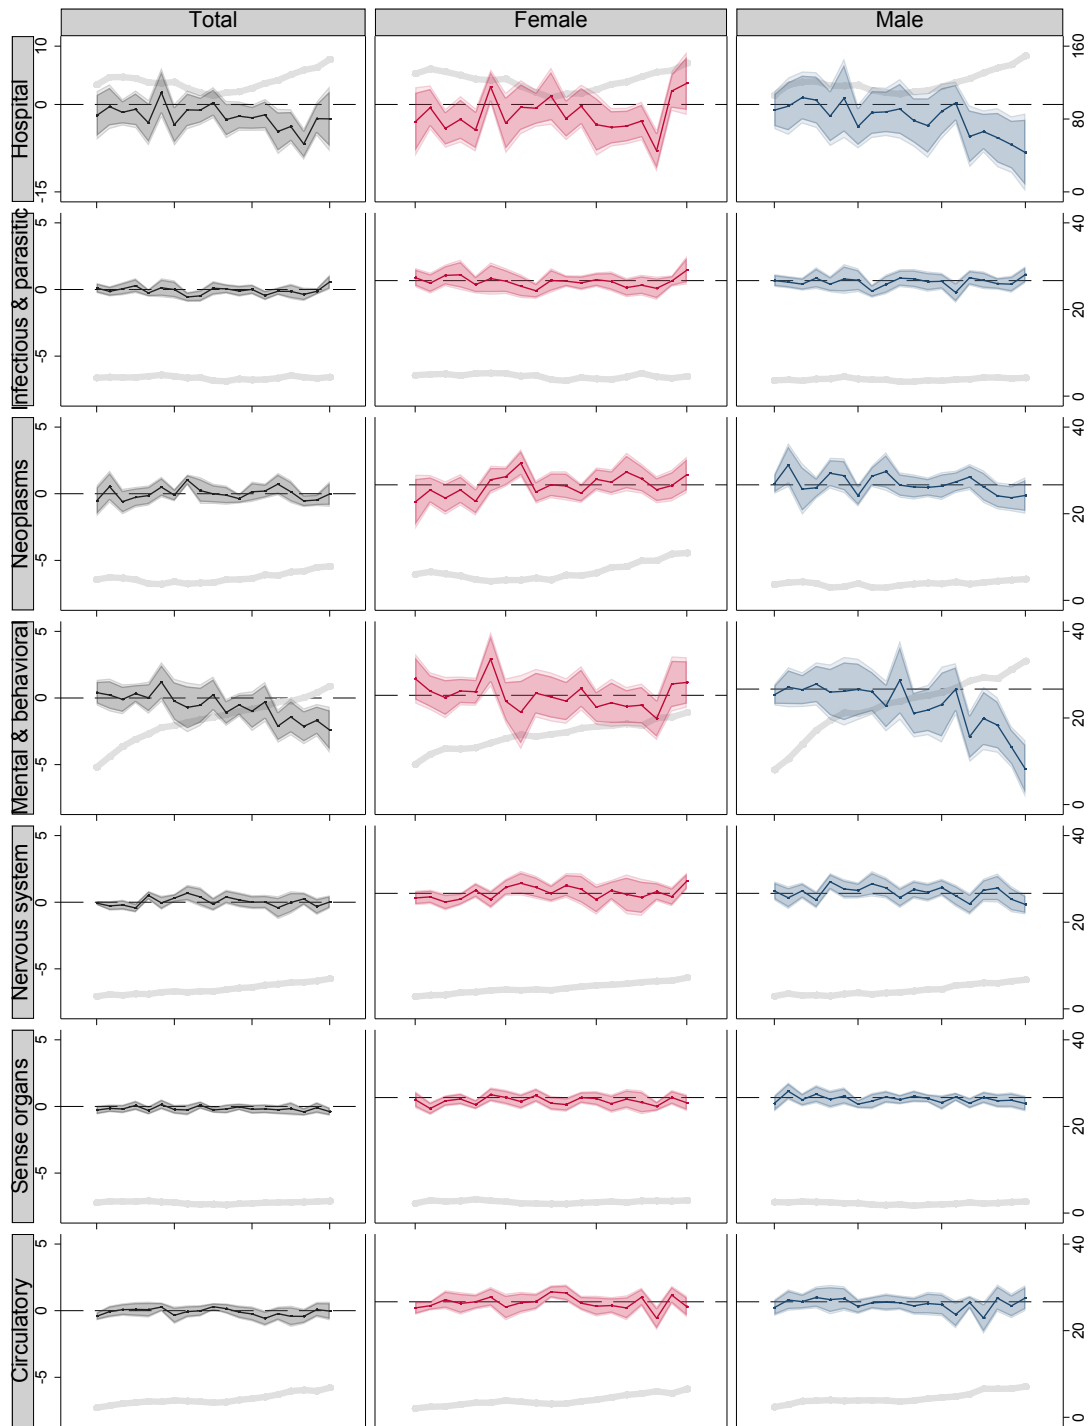 Total Female Male
Hospital
10 0 -15
160 80 0
Infectious & parasitic
5 0 -5
40 20 0
Neoplasms
5 0 -5
40 20 0
Mental & behavioral
5 0 -5
40 20 0
Nervous system
5 0 -5
40 20 0
Sense organs
5 0 -5
40 20 0
Circulatory
5 0 -5
40 20 0